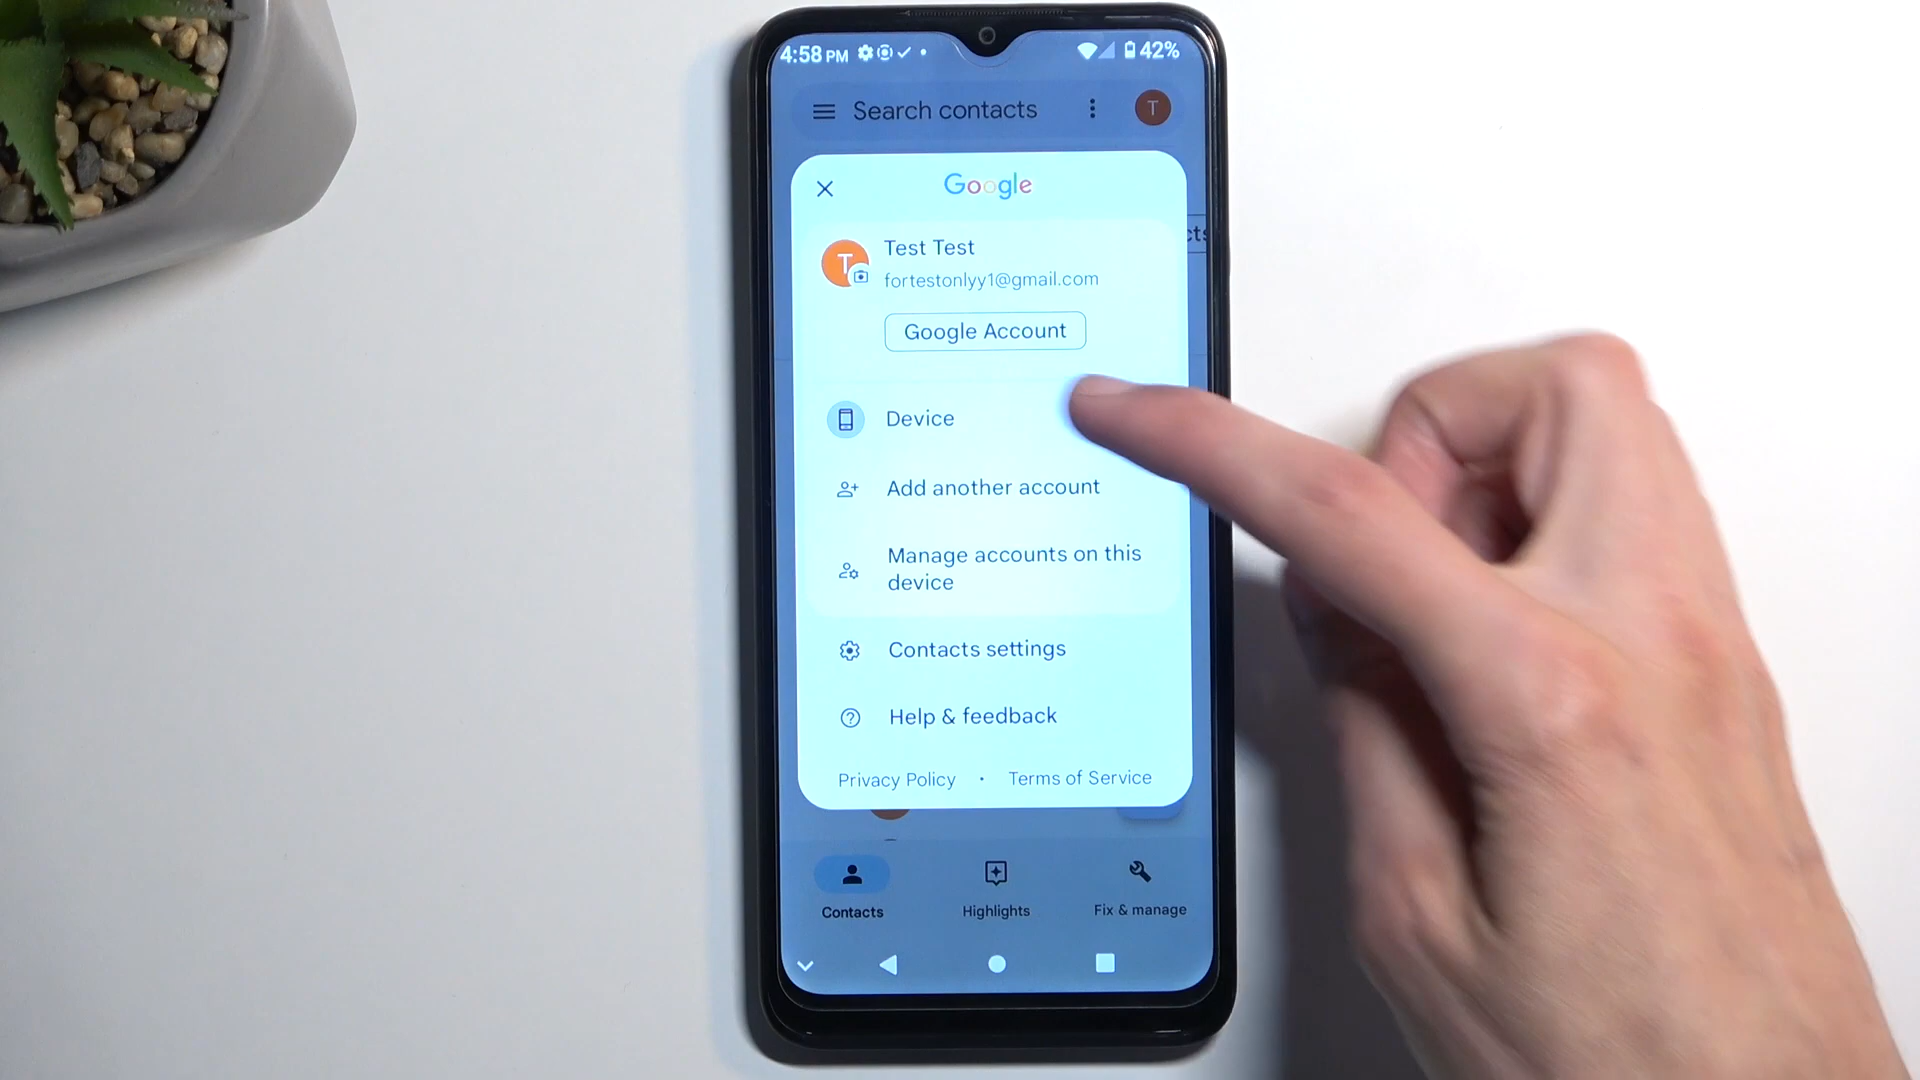 4:58 PM 42%
Search contacts T
Google
cts
T Test Test
fortestonlyy1@gmail.com
Google Account
Device
Add another account
Manage accounts on this
device
Contacts settings
Help & feedback
Privacy Policy • Terms of Service
Contacts Highlights Fix & manage